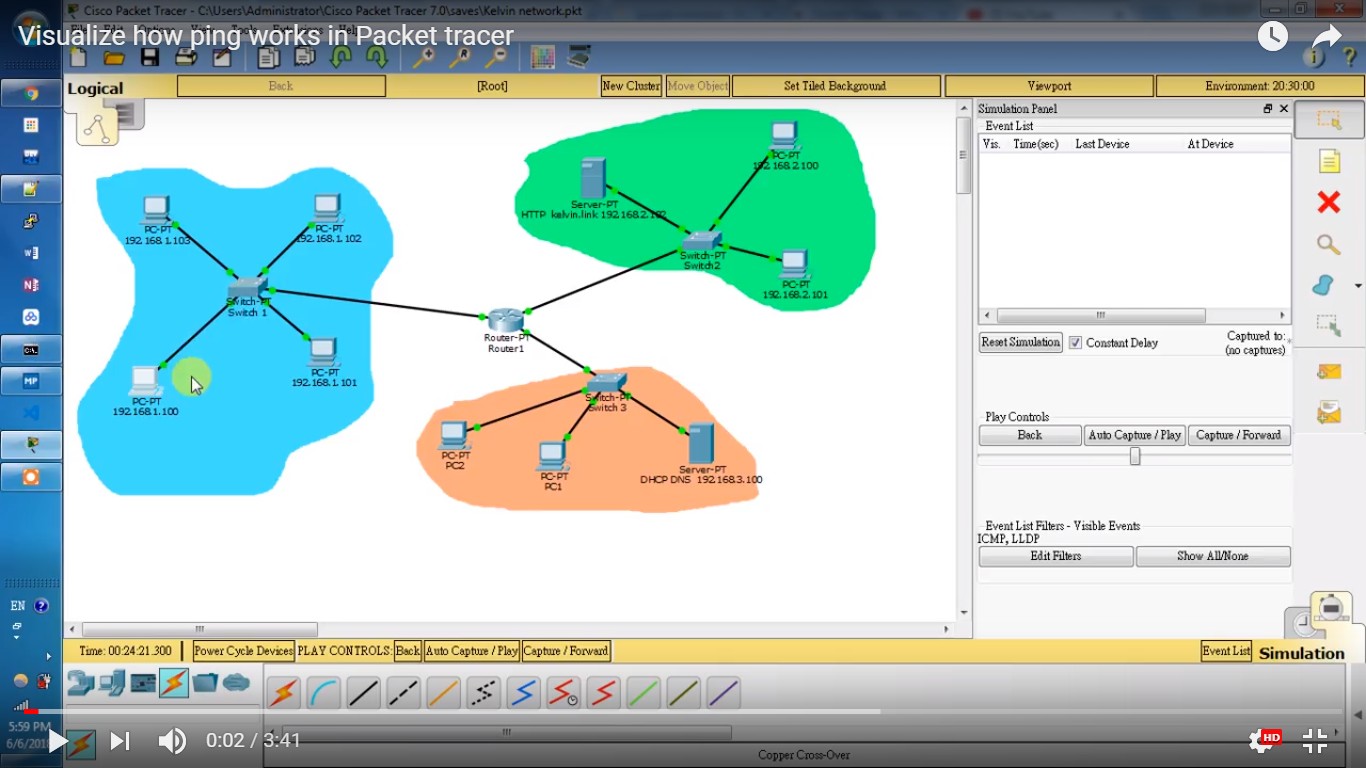 Cisco Packet Tracer - C:\Users\Administrator\Cisco Packet Tracer 7.0\saves\Kelvin network.pkt
Visualize how ping works in Packet tracer
Logical
Back
[Root]
New Cluster
Move Object
Set Tiled Background
Viewport
Environment: 20:30:00
PC-PT
192.168.1.103
PC-PT
192.168.1.102
Switch-PT
Switch 1
PC-PT
192.168.1.100
PC-PT
192.168.1.101
Server-PT
HTTP kelvin.link 192.168.2.102
PC-PT
192.168.2.100
Switch-PT
Switch2
PC-PT
192.168.2.101
Router-PT
Router1
Switch-PT
Switch 3
PC-PT
PC2
PC-PT
PC1
Server-PT
DHCP DNS 192.168.3.100
Simulation Panel
Event List
Vis. Time(sec) Last Device At Device
Reset Simulation
Constant Delay
Captured to:
(no captures)
Play Controls
Back
Auto Capture / Play
Capture / Forward
Event List Filters - Visible Events
ICMP, LLDP
Edit Filters
Show All/None
EN
Time: 00:24:21.300
Power Cycle Devices
PLAY CONTROLS:
Back
Auto Capture / Play
Capture / Forward
Event List
Simulation
5:59 PM
0:02 / 3:41
HD
Copper Cross-Over